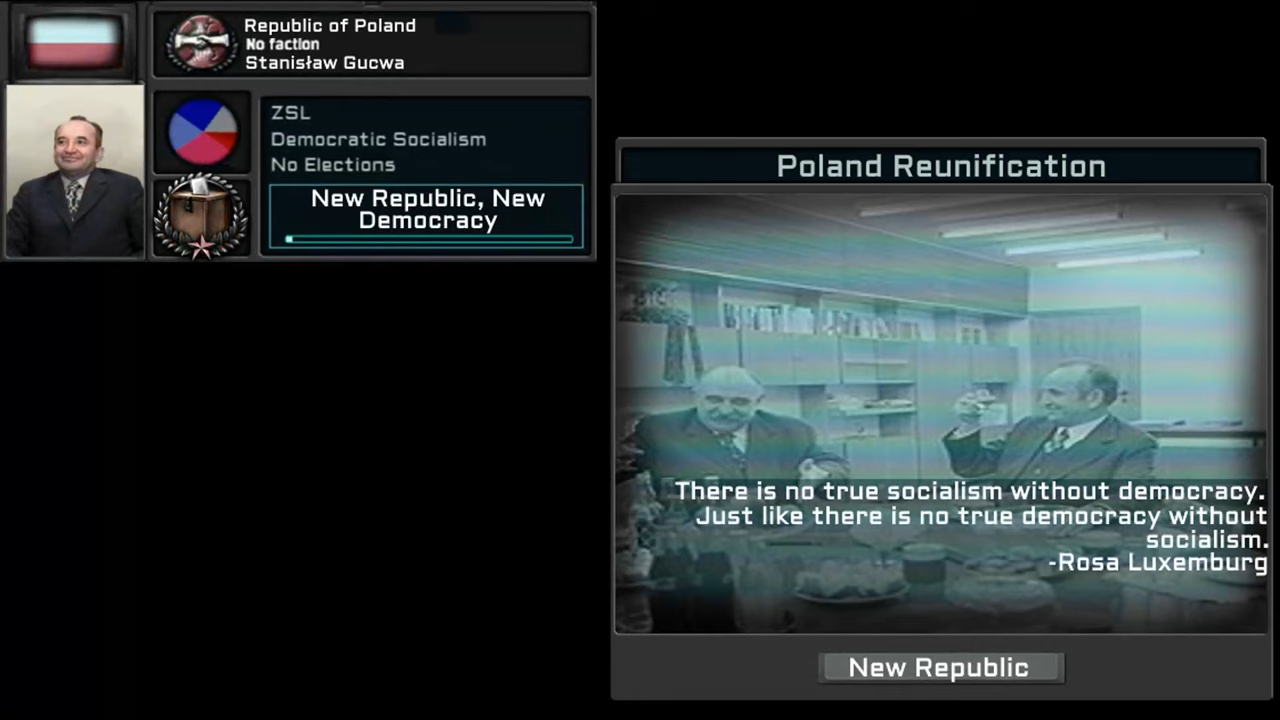 Republic of Poland
No faction
Stanisław Gucwa
ZSL
Democratic Socialism
No Elections
New Republic, New
Democracy
Poland Reunification
There is no true socialism without democracy.
Just like there is no true democracy without
socialism.
-Rosa Luxemburg
New Republic